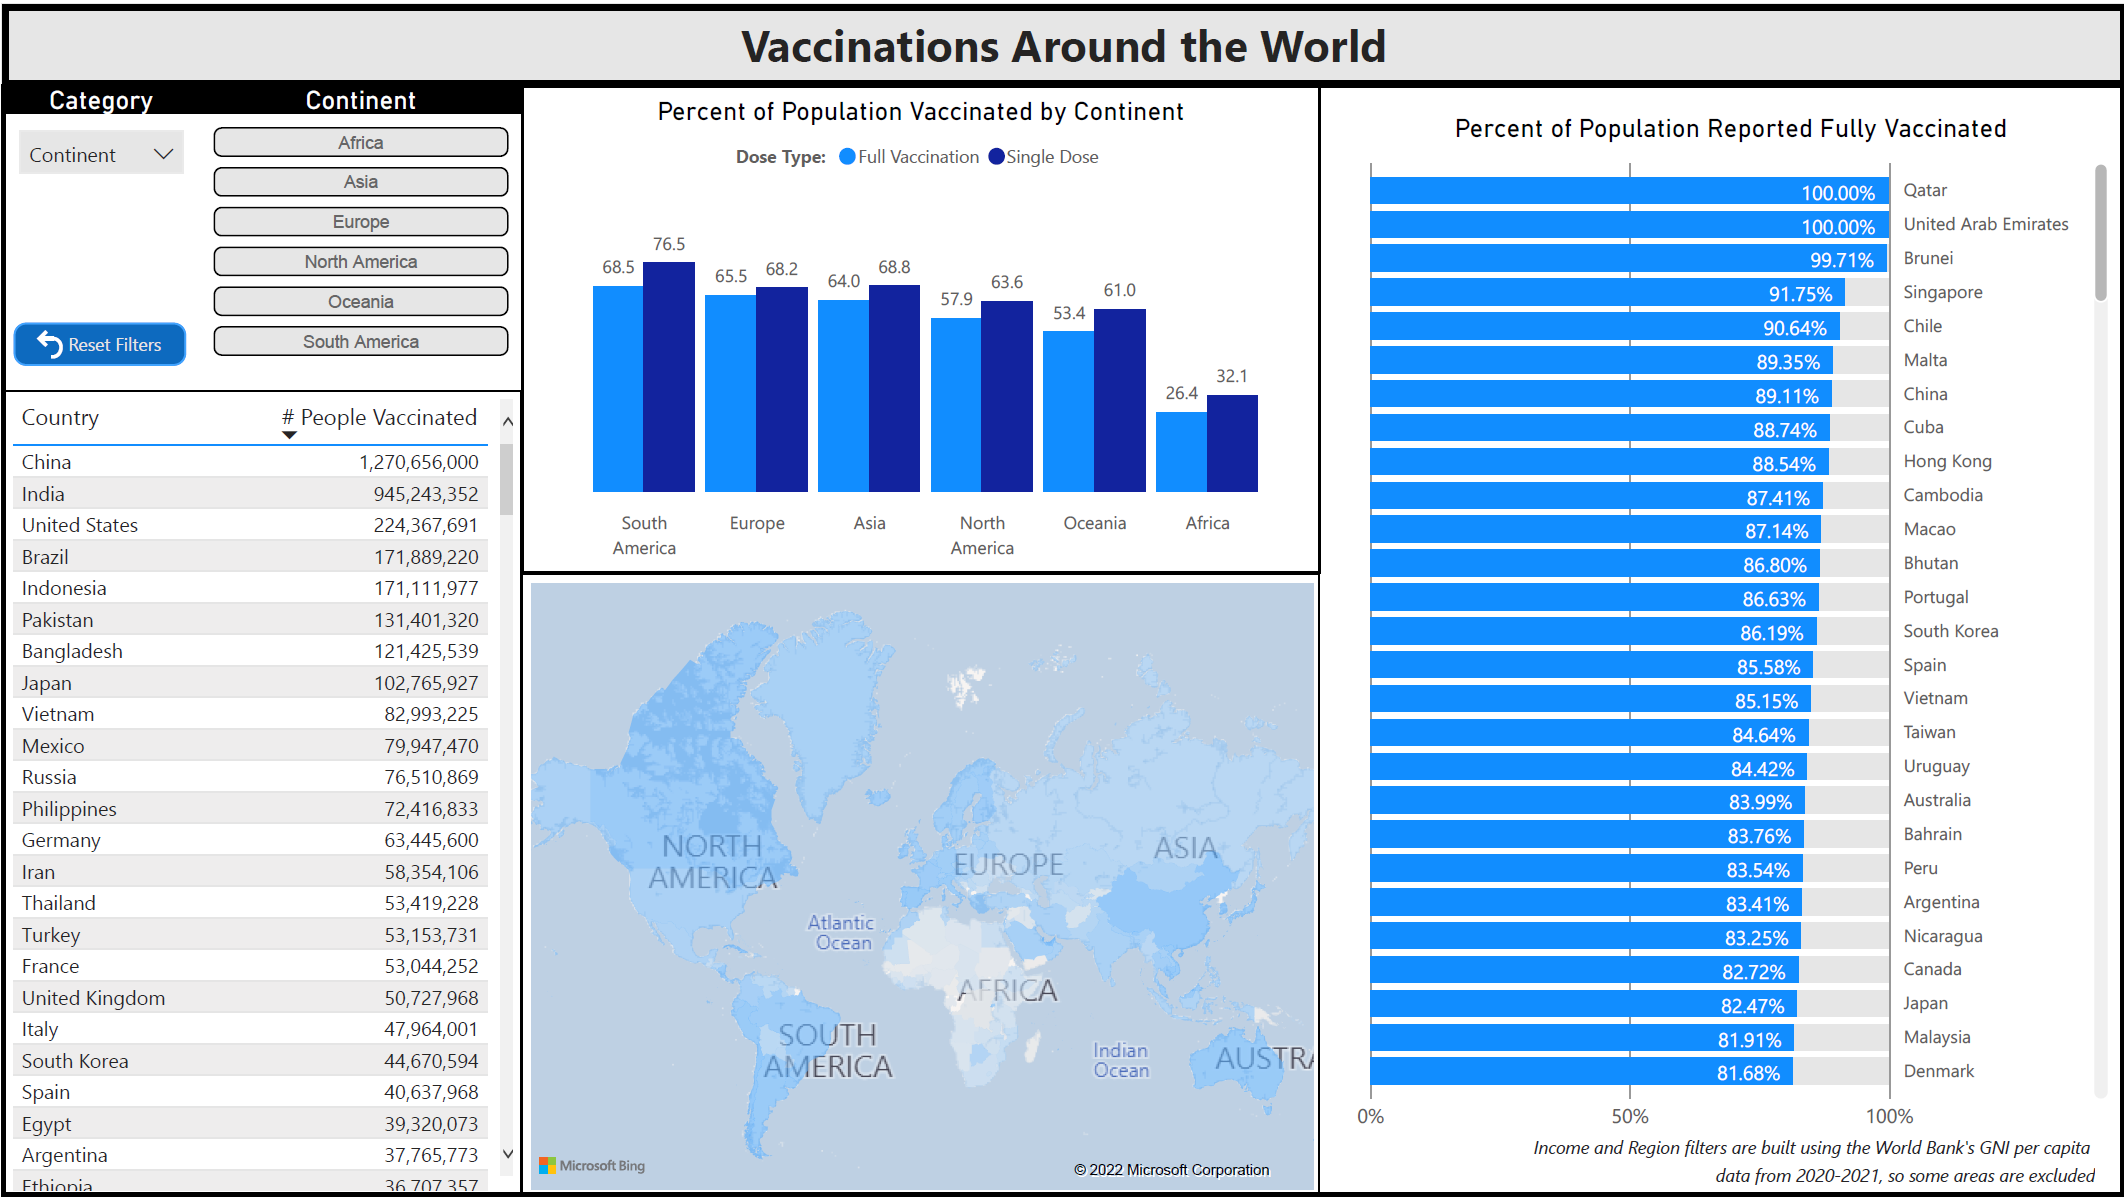 Vaccinations Around the World
Category
Continent
Continent
Africa
Asia
Europe
North America
Oceania
South America
Reset Filters
Country # People Vaccinated
China 1,270,656,000
India 945,243,352
United States 224,367,691
Brazil 171,889,220
Indonesia 171,111,977
Pakistan 131,401,320
Bangladesh 121,425,539
Japan 102,765,927
Vietnam 82,993,225
Mexico 79,947,470
Russia 76,510,869
Philippines 72,416,833
Germany 63,445,600
Iran 58,354,106
Thailand 53,419,228
Turkey 53,153,731
France 53,044,252
United Kingdom 50,727,968
Italy 47,964,001
South Korea 44,670,594
Spain 40,637,968
Egypt 39,320,073
Argentina 37,765,773
Ethiopia 36,707,357
Percent of Population Vaccinated by Continent
Dose Type: Full Vaccination Single Dose
68.5 76.5
65.5 68.2
64.0 68.8
57.9 63.6
53.4 61.0
26.4 32.1
South
America
Europe
Asia
North
America
Oceania
Africa
NORTH
AMERICA
EUROPE
ASIA
Atlantic
Ocean
AFRICA
SOUTH
AMERICA
Indian
Ocean
AUSTRA
Microsoft Bing
© 2022 Microsoft Corporation
Percent of Population Reported Fully Vaccinated
100.00% Qatar
100.00% United Arab Emirates
99.71% Brunei
91.75% Singapore
90.64% Chile
89.35% Malta
89.11% China
88.74% Cuba
88.54% Hong Kong
87.41% Cambodia
87.14% Macao
86.80% Bhutan
86.63% Portugal
86.19% South Korea
85.58% Spain
85.15% Vietnam
84.64% Taiwan
84.42% Uruguay
83.99% Australia
83.76% Bahrain
83.54% Peru
83.41% Argentina
83.25% Nicaragua
82.72% Canada
82.47% Japan
81.91% Malaysia
81.68% Denmark
0% 50% 100%
Income and Region filters are built using the World Bank's GNI per capita
data from 2020-2021, so some areas are excluded